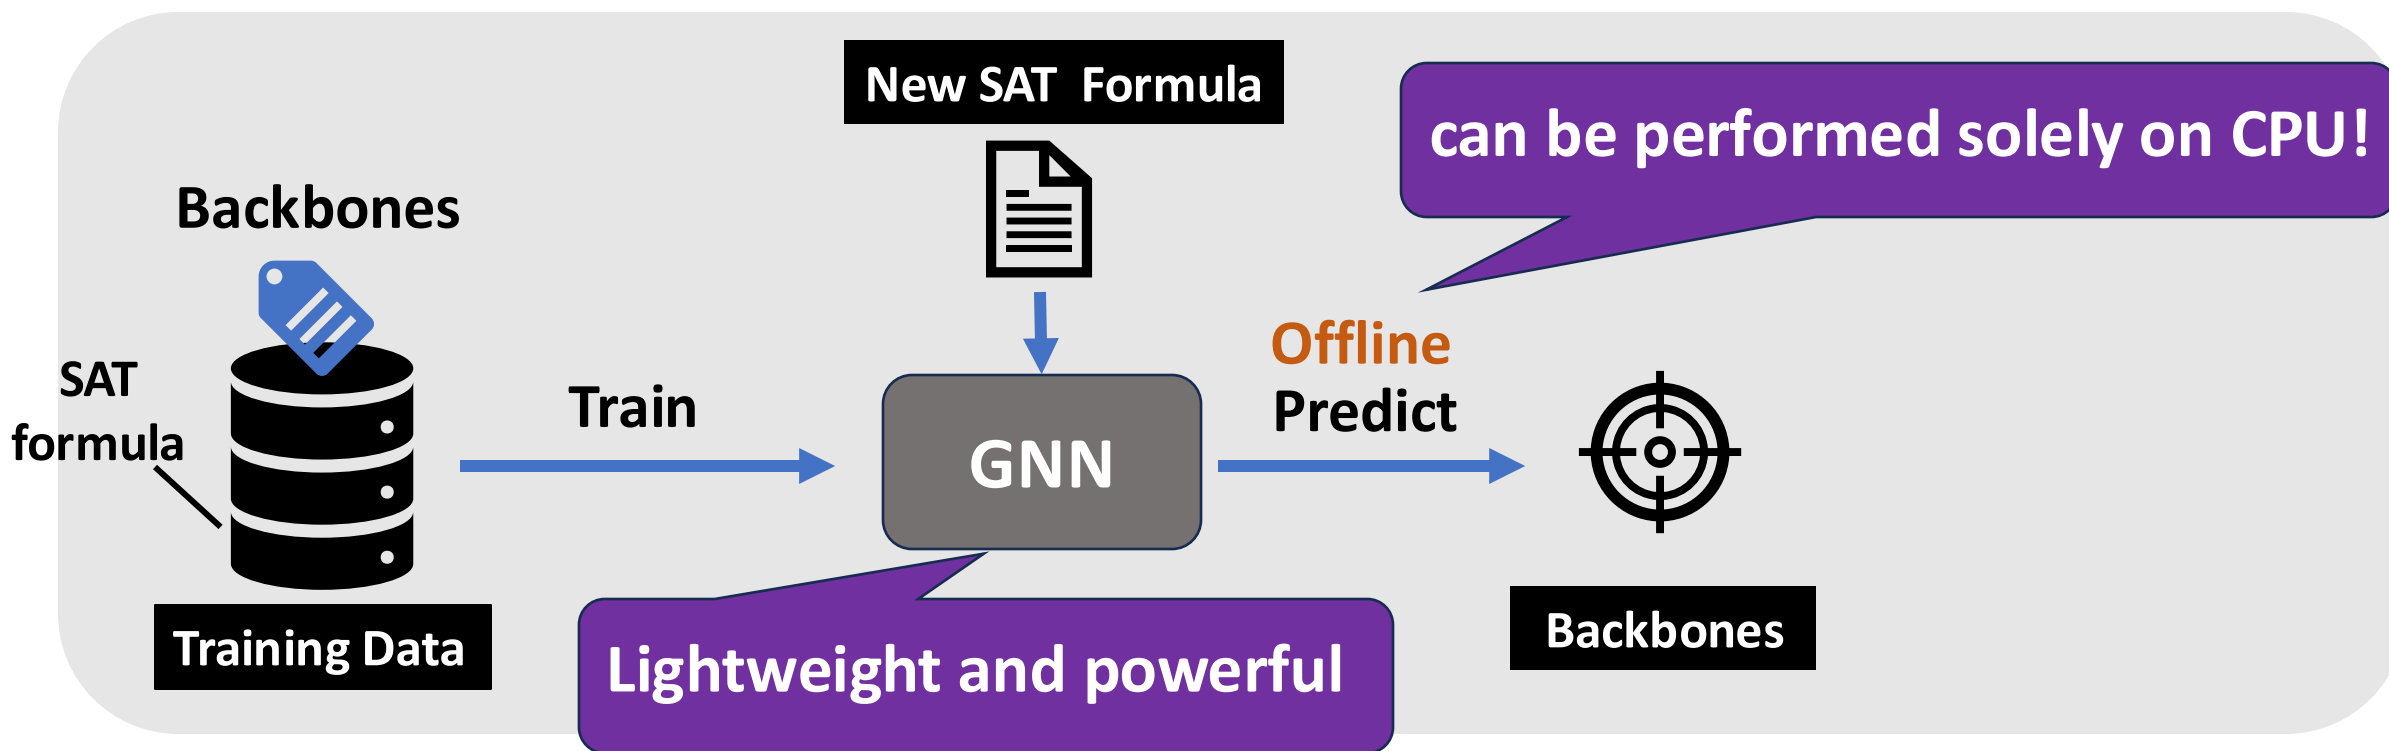 New SAT  Formula
can be performed solely on CPU!
Backbones
SAT
formula
Train
Offline
Predict
GNN
Training Data
Lightweight and powerful
Backbones